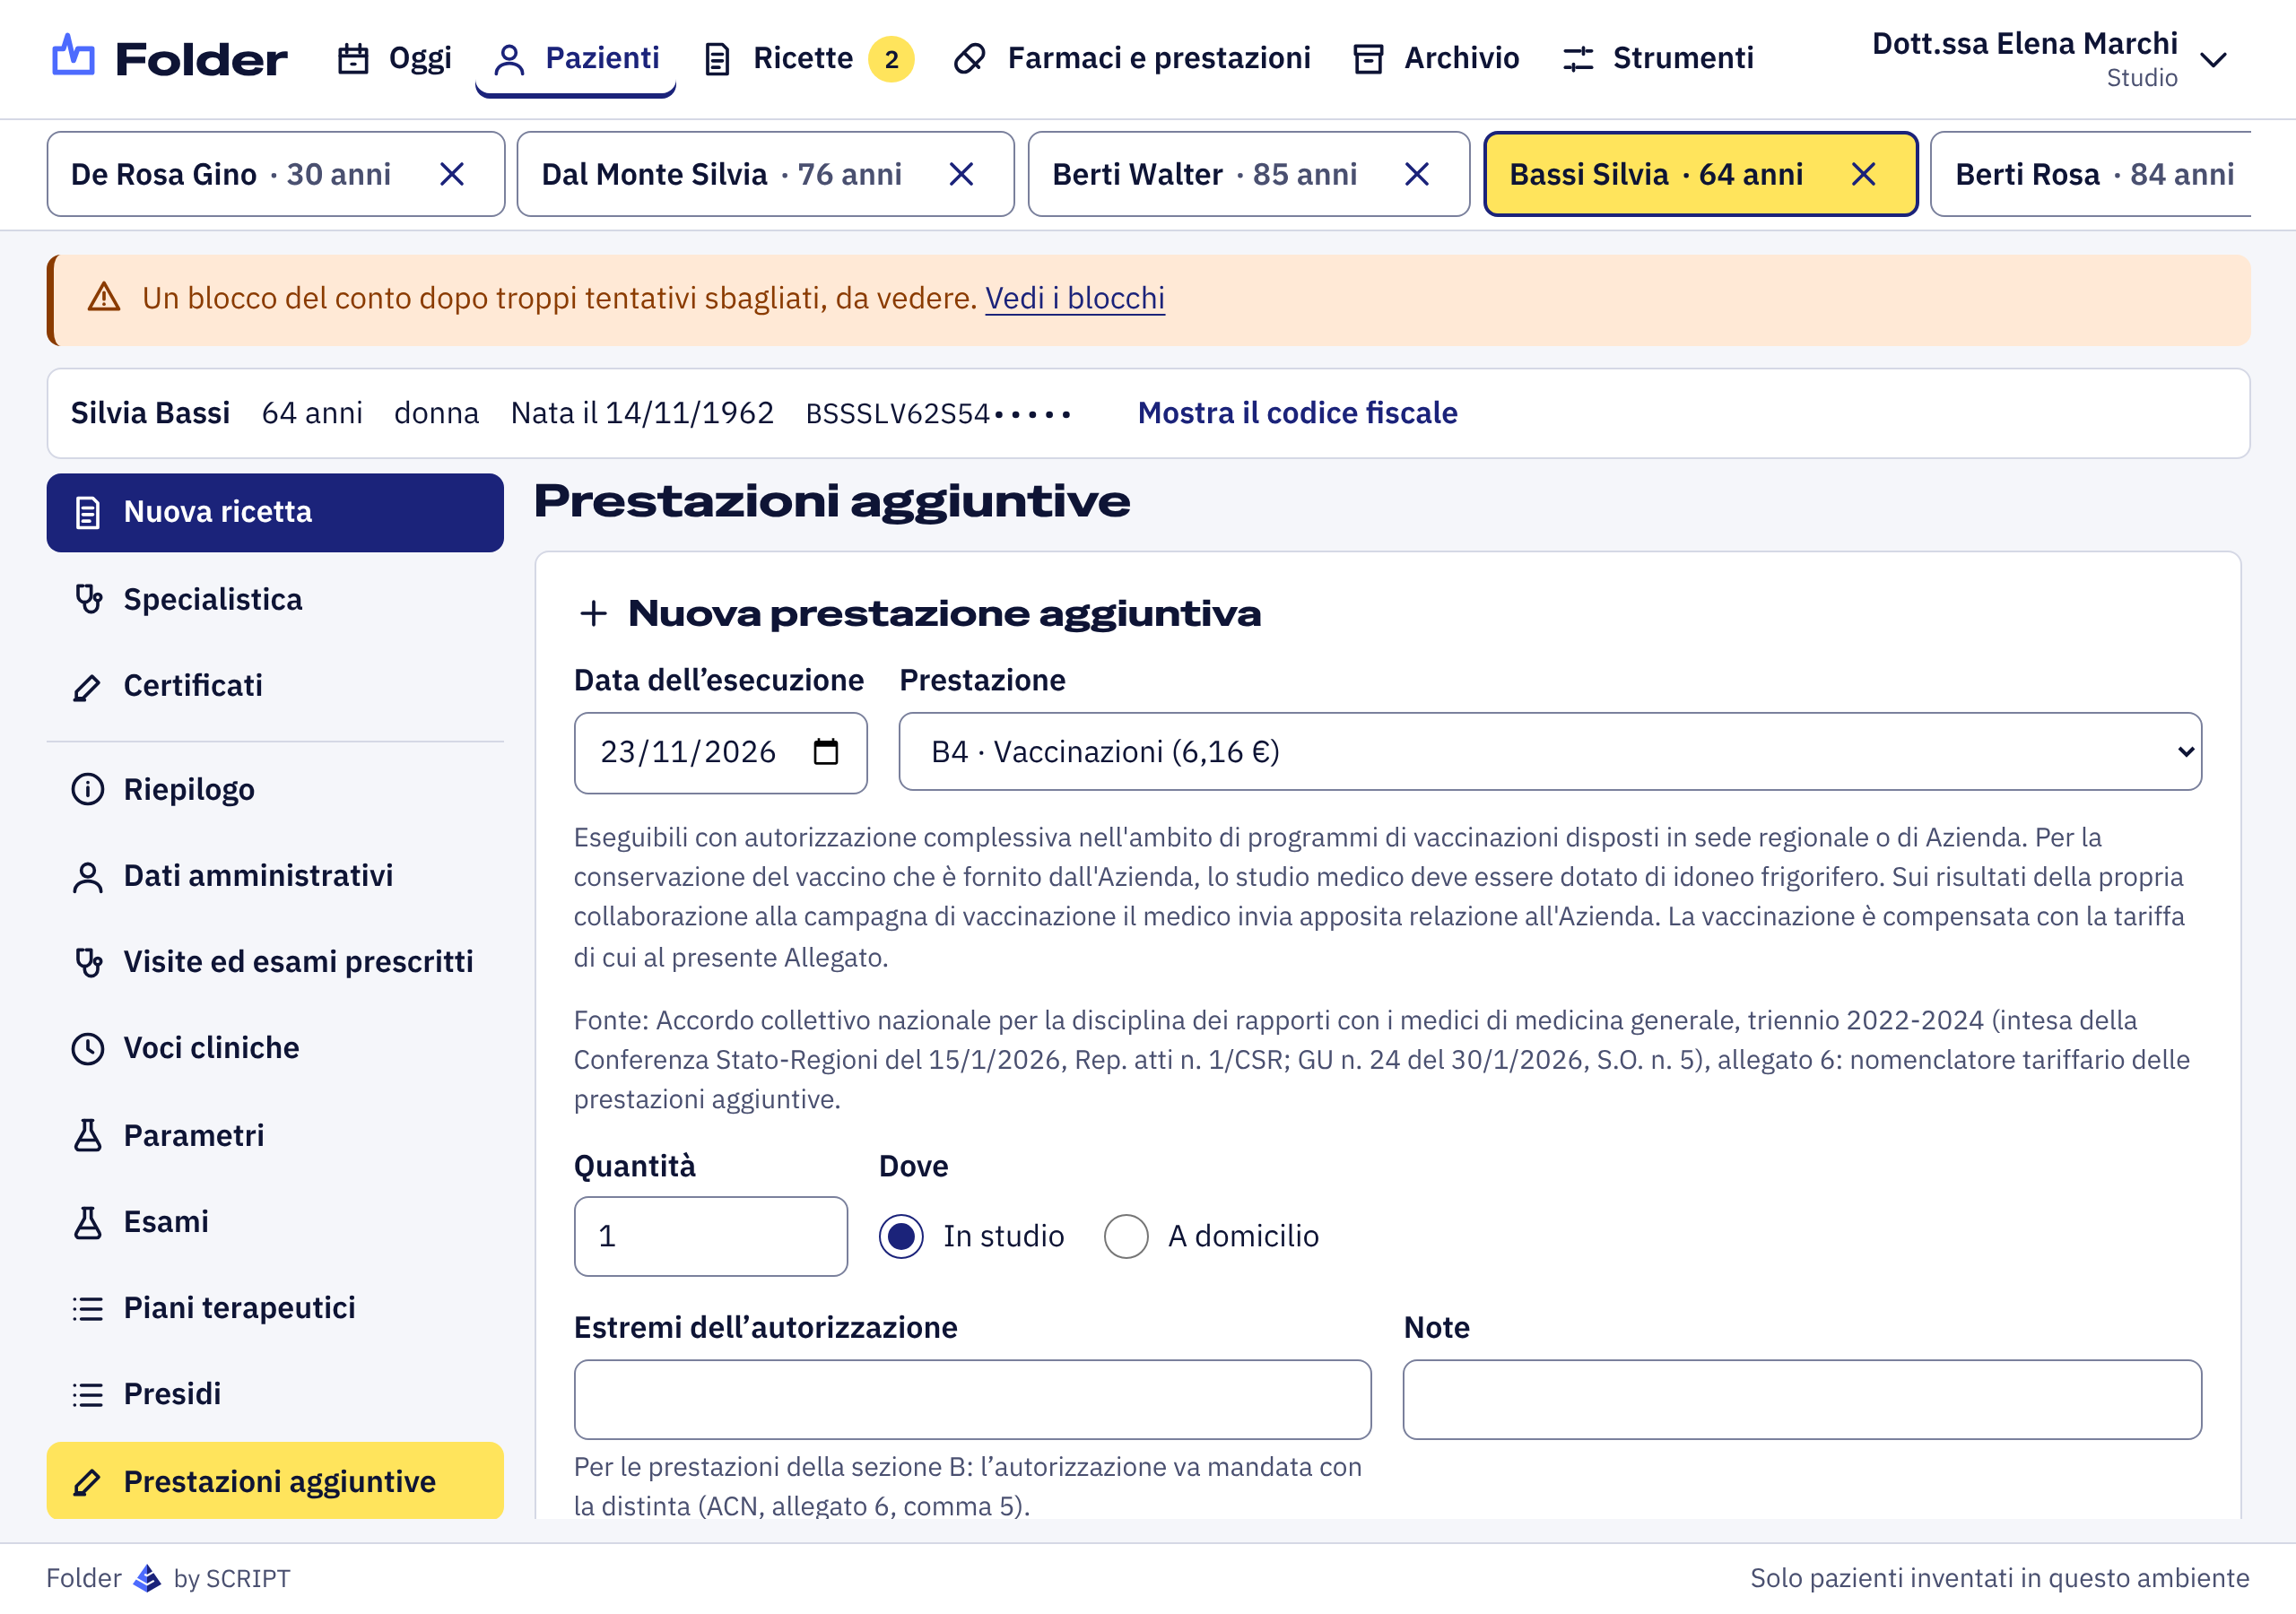 Folder
Oggi
Pazienti
Ricette 2
Farmaci e prestazioni
Archivio
Strumenti
Dott.ssa Elena Marchi
Studio
De Rosa Gino · 30 anni
Dal Monte Silvia · 76 anni
Berti Walter · 85 anni
Bassi Silvia · 64 anni
Berti Rosa · 84 anni
Un blocco del conto dopo troppi tentativi sbagliati, da vedere. Vedi i blocchi
Silvia Bassi 64 anni donna Nata il 14/11/1962 BSSSLV62S54••••• Mostra il codice fiscale
Nuova ricetta
Specialistica
Certificati
Riepilogo
Dati amministrativi
Visite ed esami prescritti
Voci cliniche
Parametri
Esami
Piani terapeutici
Presidi
Prestazioni aggiuntive
Prestazioni aggiuntive
Nuova prestazione aggiuntiva
Data dell’esecuzione Prestazione
23/11/2026 B4 · Vaccinazioni (6,16 €)
Eseguibili con autorizzazione complessiva nell'ambito di programmi di vaccinazioni disposti in sede regionale o di Azienda. Per la
conservazione del vaccino che è fornito dall'Azienda, lo studio medico deve essere dotato di idoneo frigorifero. Sui risultati della propria
collaborazione alla campagna di vaccinazione il medico invia apposita relazione all'Azienda. La vaccinazione è compensata con la tariffa
di cui al presente Allegato.
Fonte: Accordo collettivo nazionale per la disciplina dei rapporti con i medici di medicina generale, triennio 2022-2024 (intesa della
Conferenza Stato-Regioni del 15/1/2026, Rep. atti n. 1/CSR; GU n. 24 del 30/1/2026, S.O. n. 5), allegato 6: nomenclatore tariffario delle
prestazioni aggiuntive.
Quantità Dove
1 In studio A domicilio
Estremi dell’autorizzazione Note
Per le prestazioni della sezione B: l’autorizzazione va mandata con
la distinta (ACN, allegato 6, comma 5).
Folder by SCRIPT
Solo pazienti inventati in questo ambiente